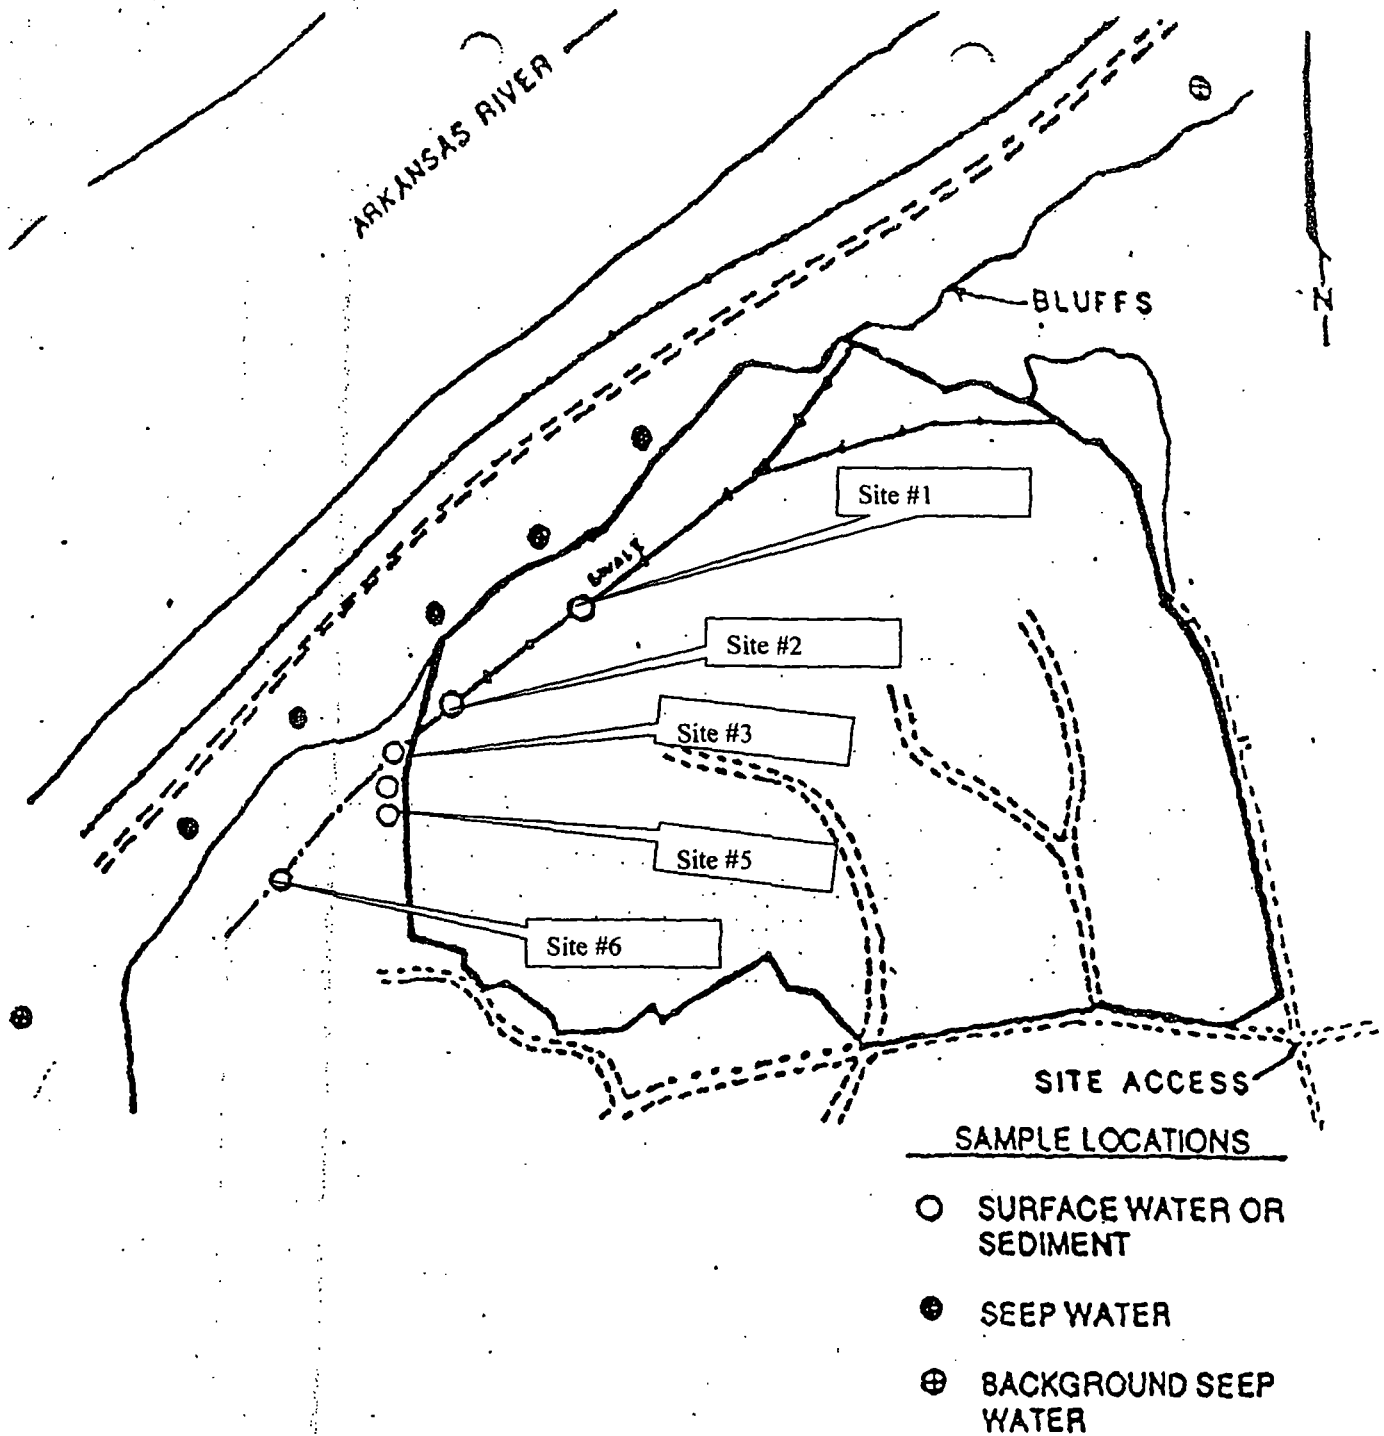 ARKANSAS RIVER
N
BLUFFS
Site #1
SWALE
Site #2
Site #3
Site #5
Site #6
SITE ACCESS
SAMPLE LOCATIONS
SURFACE WATER OR
SEDIMENT
SEEP WATER
BACKGROUND SEEP
WATER